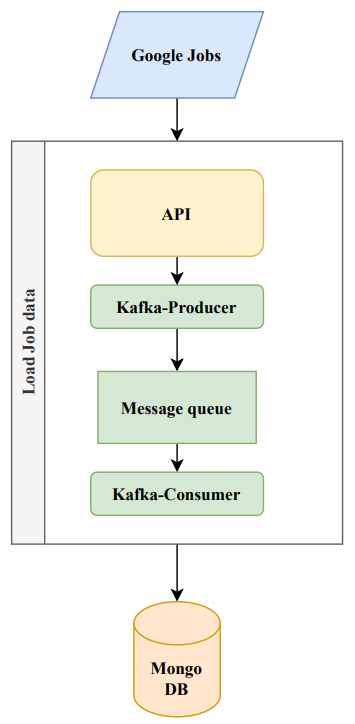 Google Jobs
Load Job data
API
Kafka-Producer
Message queue
Kafka-Consumer
Mongo
DB